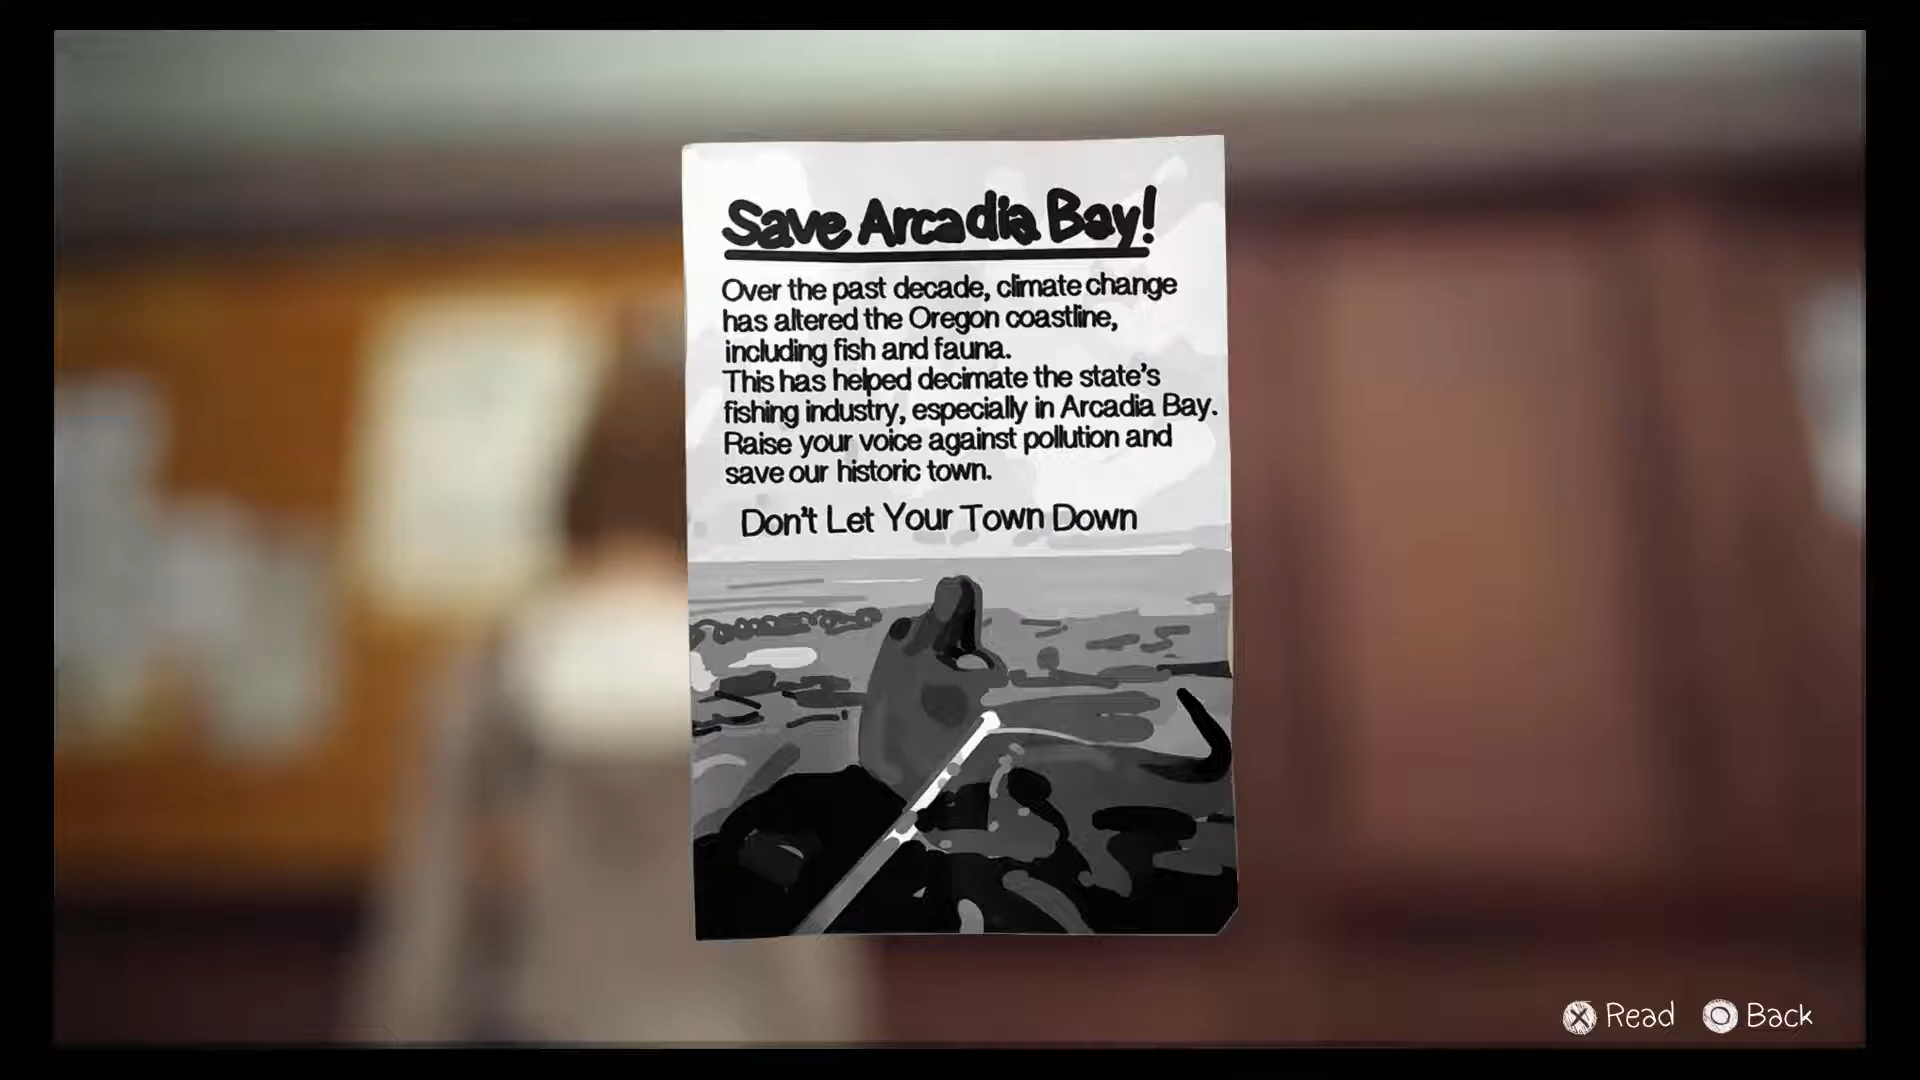 Save Arcadia Bay!
Over the past decade, climate change
has altered the Oregon coastline,
including fish and fauna.
This has helped decimate the state's
fishing industry, especially in Arcadia Bay.
Raise your voice against pollution and
save our historic town.
Don't Let Your Town Down
Read Back